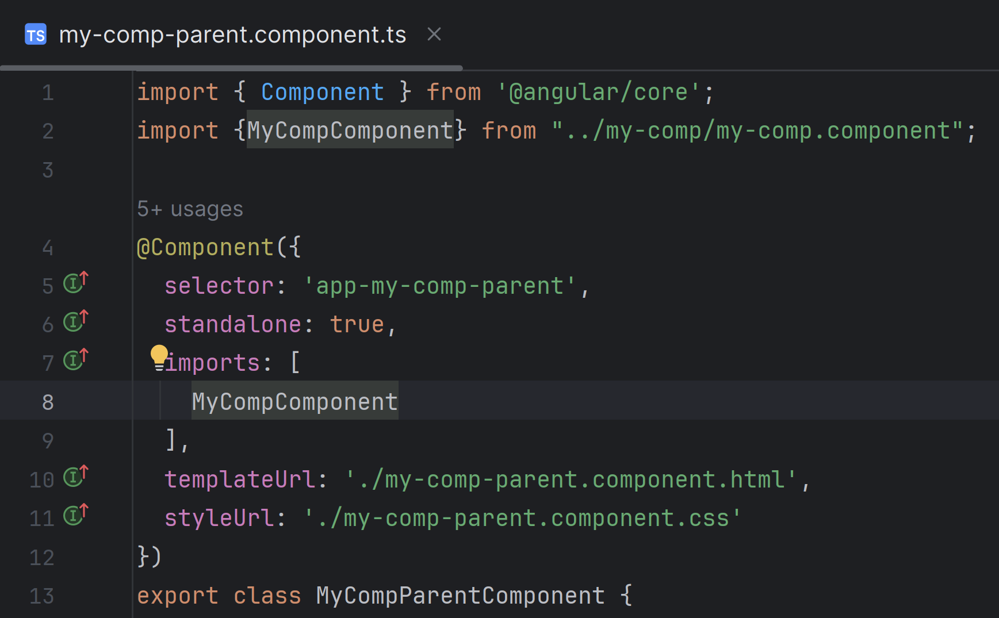 TS my-comp-parent.component.ts
1 import { Component } from '@angular/core';
2 import {MyCompComponent} from "../my-comp/my-comp.component";
3
5+ usages
4 @Component({
5 selector: 'app-my-comp-parent',
6 standalone: true,
7 imports: [
8 MyCompComponent
9 ],
10 templateUrl: './my-comp-parent.component.html',
11 styleUrl: './my-comp-parent.component.css'
12 })
13 export class MyCompParentComponent {